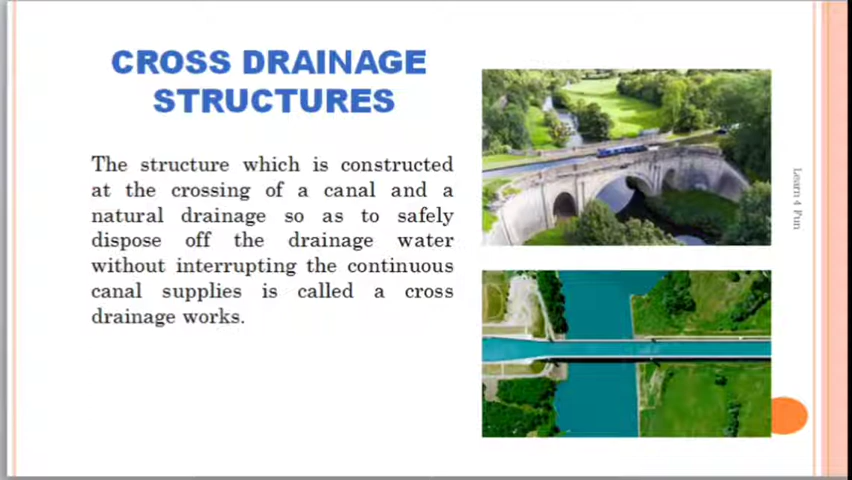 CROSS DRAINAGE
STRUCTURES
The structure which is constructed
at the crossing of a canal and a
natural drainage so as to safely
dispose off the drainage water
without interrupting the continuous
canal supplies is called a cross
drainage works.
Learn 4 Fun